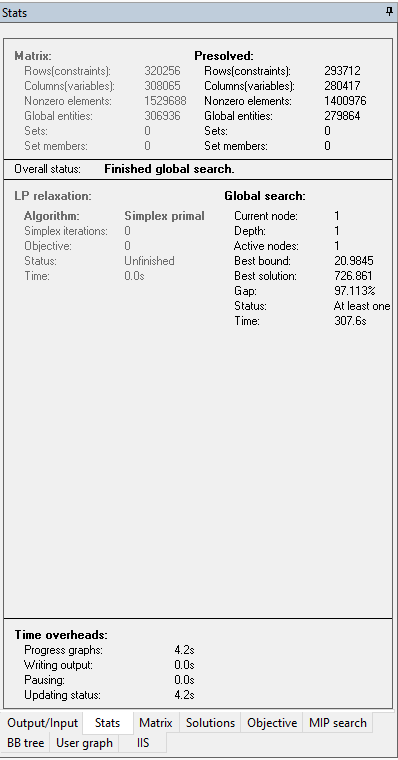 Stats
Matrix: Presolved:
Rows(constraints): 320256 Rows(constraints): 293712
Columns(variables): 308065 Columns(variables): 280417
Nonzero elements: 1529688 Nonzero elements: 1400976
Global entities: 306936 Global entities: 279864
Sets: 0 Sets: 0
Set members: 0 Set members: 0
Overall status: Finished global search.
LP relaxation: Global search:
Algorithm: Simplex primal Current node: 1
Simplex iterations: 0 Depth: 1
Objective: 0 Active nodes: 1
Status: Unfinished Best bound: 20.9845
Time: 0.0s Best solution: 726.861
Gap: 97.113%
Status: At least one
Time: 307.6s
Time overheads:
Progress graphs: 4.2s
Writing output: 0.0s
Pausing: 0.0s
Updating status: 4.2s
Output/Input Stats Matrix Solutions Objective MIP search
BB tree User graph IIS